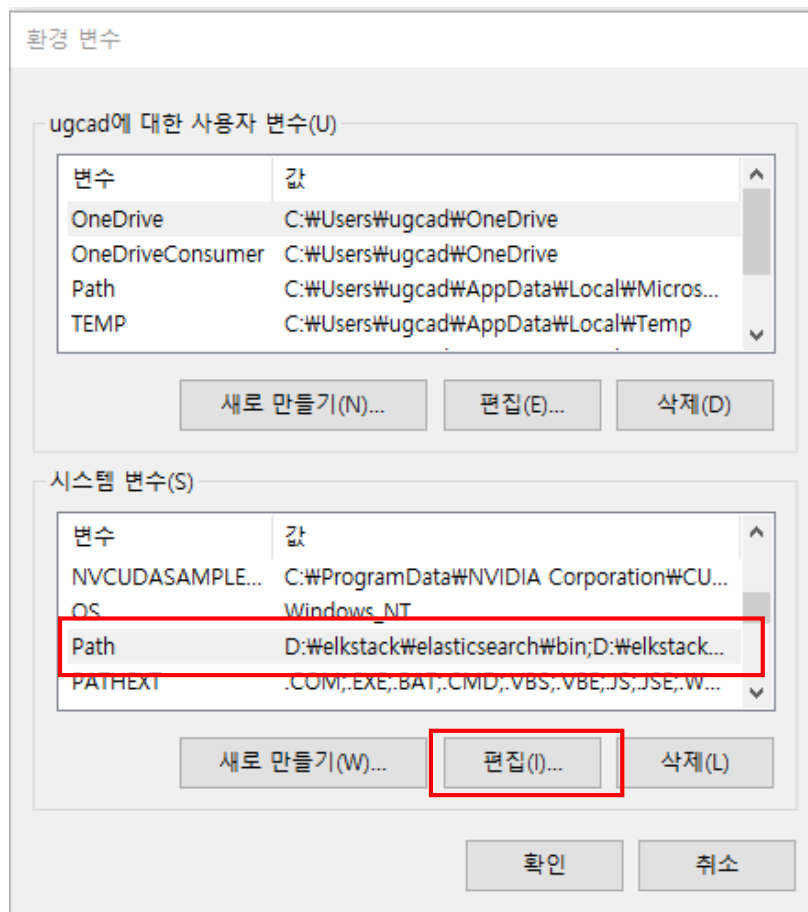 환경 변수
ugcad에 대한 사용자 변수(U)
변수 값
OneDrive C:₩Users₩ugcad₩OneDrive
OneDriveConsumer C:₩Users₩ugcad₩OneDrive
Path C:₩Users₩ugcad₩AppData₩Local₩Micros...
TEMP C:₩Users₩ugcad₩AppData₩Local₩Temp
새로 만들기(N)... 편집(E)... 삭제(D)
시스템 변수(S)
변수 값
NVCUDASAMPLE... C:₩ProgramData₩NVIDIA Corporation₩CU...
OS Windows_NT
Path D:₩elkstack₩elasticsearch₩bin;D:₩elkstack...
PATHEXT .COM;.EXE;.BAT;.CMD;.VBS;.VBE;.JS;.JSE;.W...
새로 만들기(W)... 편집(I)... 삭제(L)
확인 취소